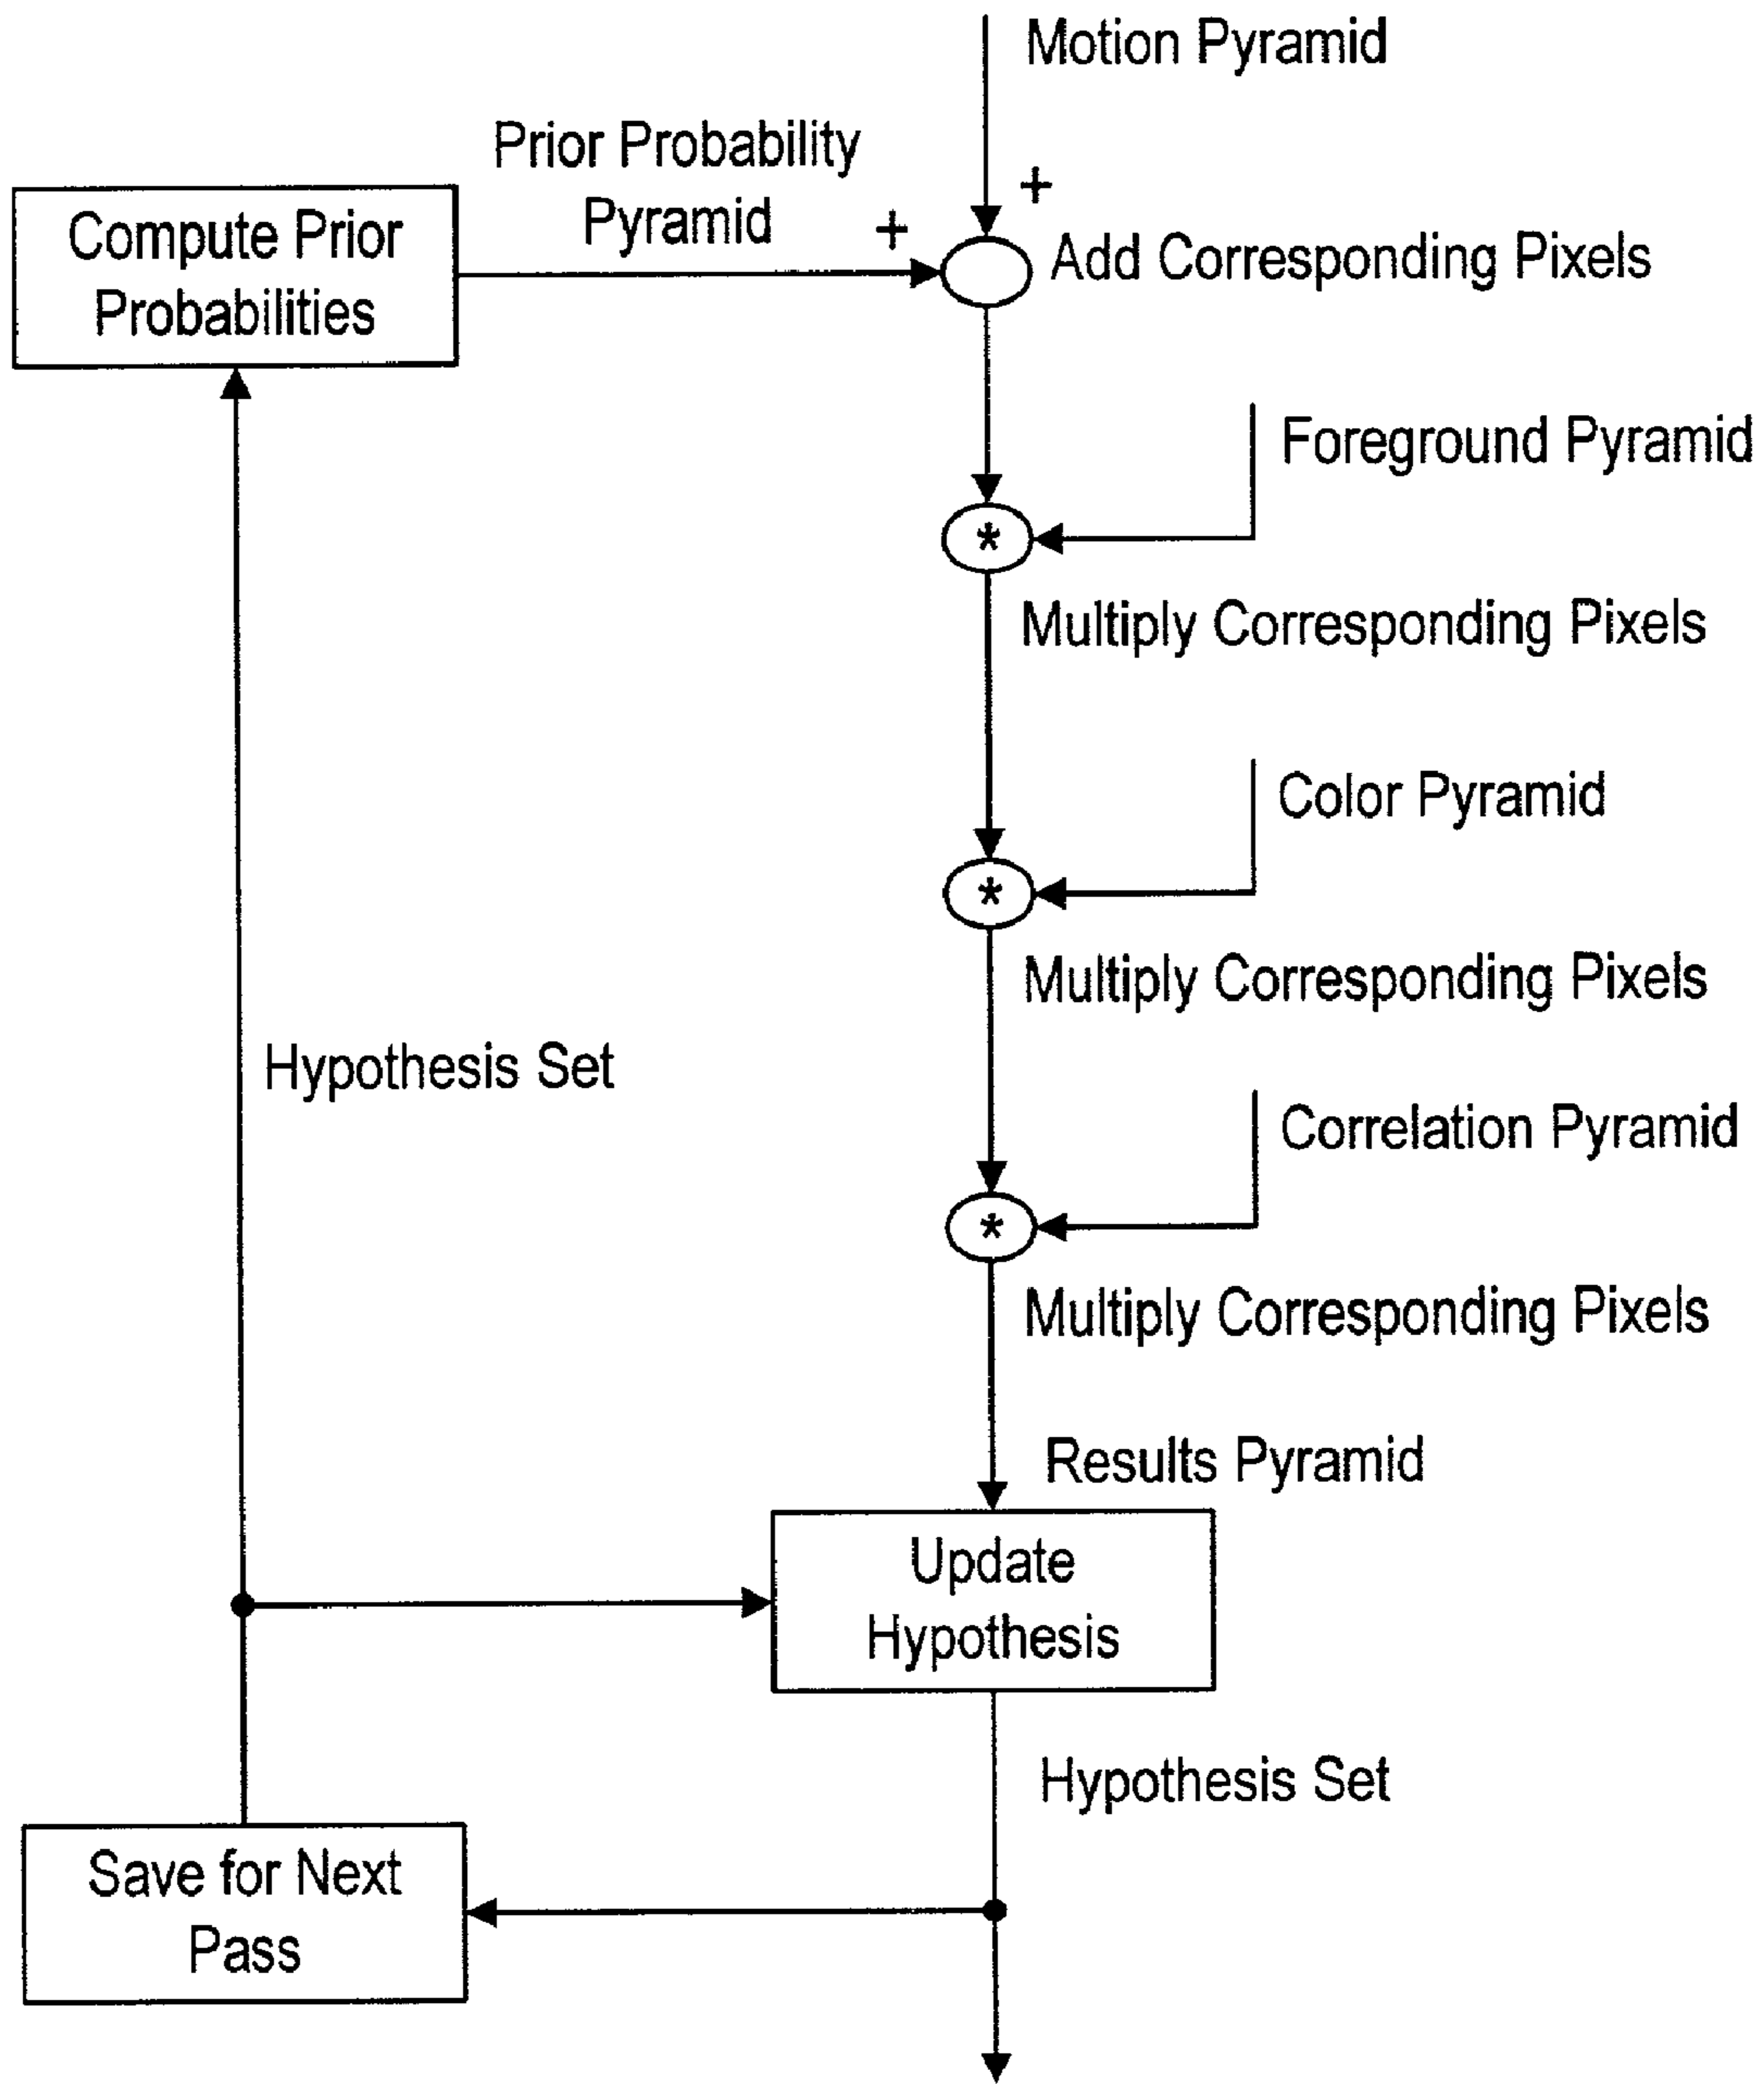 Motion Pyramid
Prior Probability
Pyramid
+
+
Compute Prior
Probabilities
Add Corresponding Pixels
Foreground Pyramid
*
Multiply Corresponding Pixels
Color Pyramid
*
Multiply Corresponding Pixels
Hypothesis Set
Correlation Pyramid
*
Multiply Corresponding Pixels
Results Pyramid
Update
Hypothesis
Hypothesis Set
Save for Next
Pass